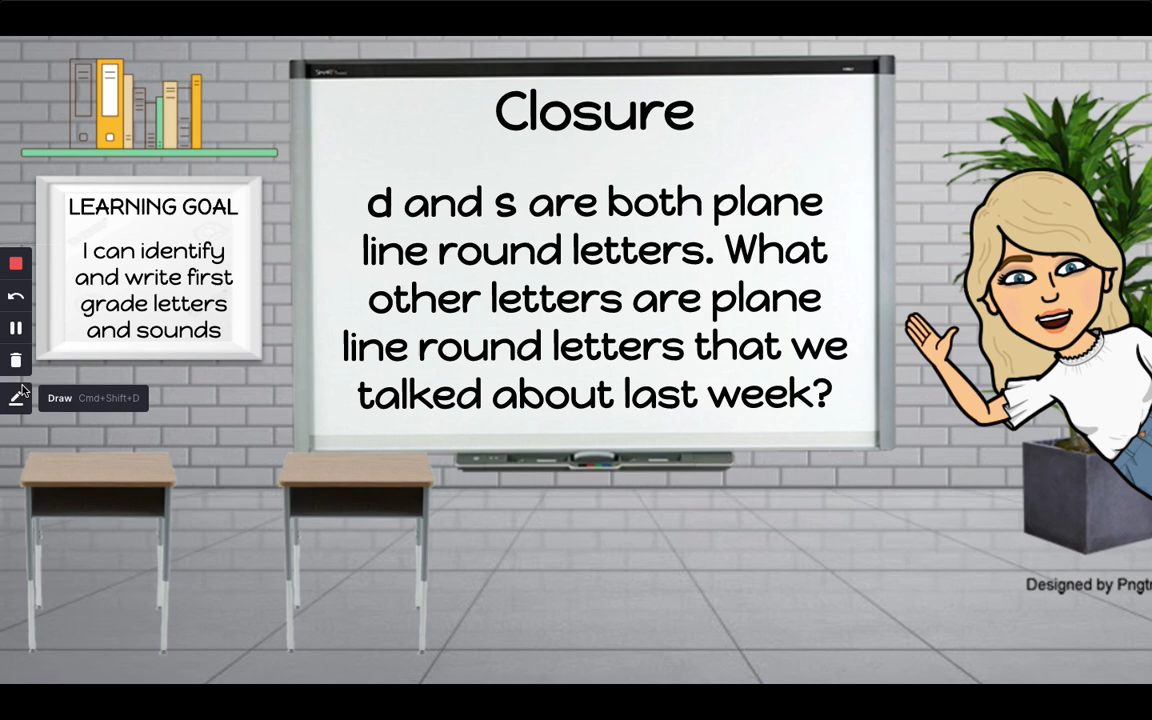 SMART
Closure
d and s are both plane
line round letters. What
other letters are plane
line round letters that we
talked about last week?
LEARNING GOAL
I can identify
and write first
grade letters
and sounds
Draw Cmd+Shift+D
Designed by Pngtr